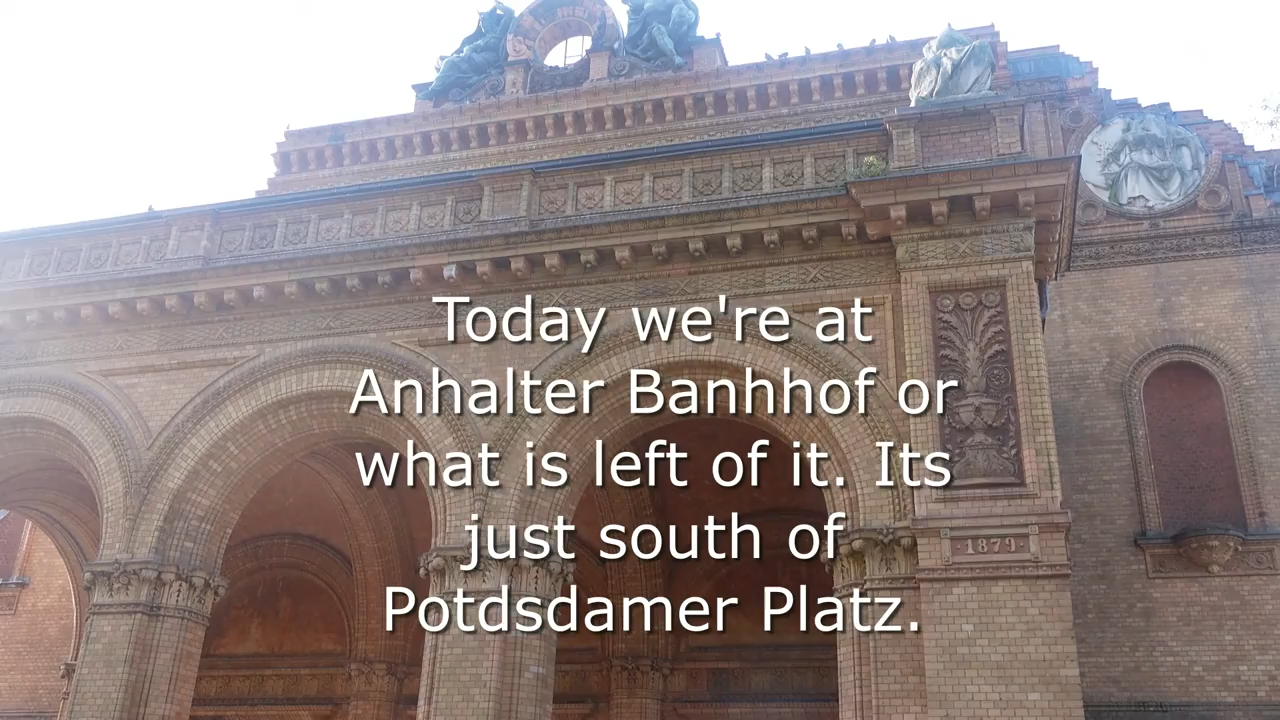 Today we're at
Anhalter Banhhof or
what is left of it. Its
just south of
Potdsdamer Platz.
·1879·